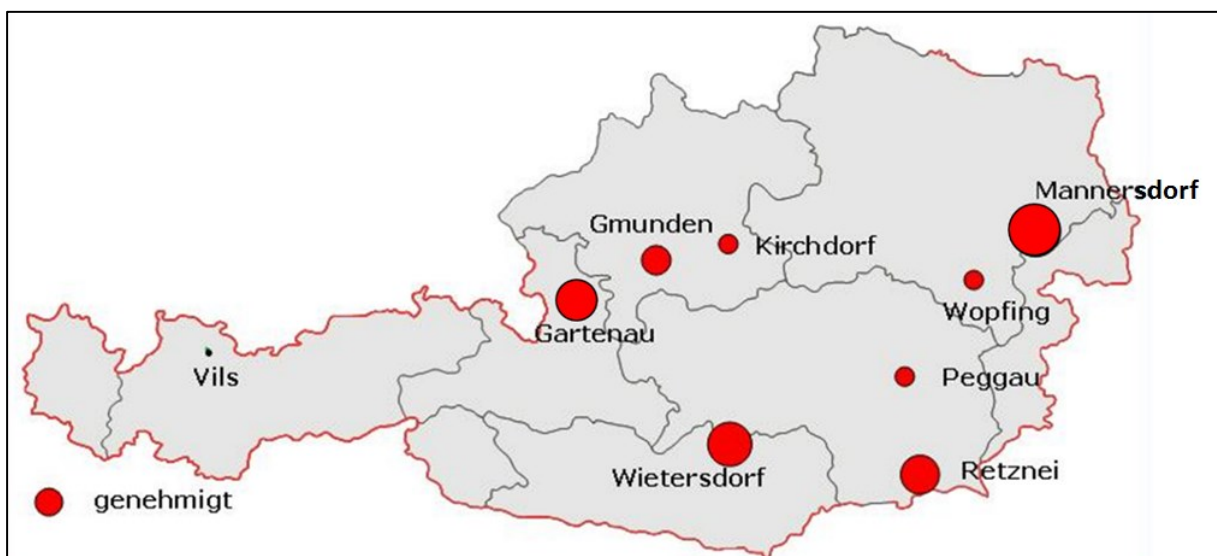 Mannersdorf
Gmunden
Kirchdorf
Wopfing
Gartenau
Vils
Peggau
Wietersdorf
Retznei
genehmigt